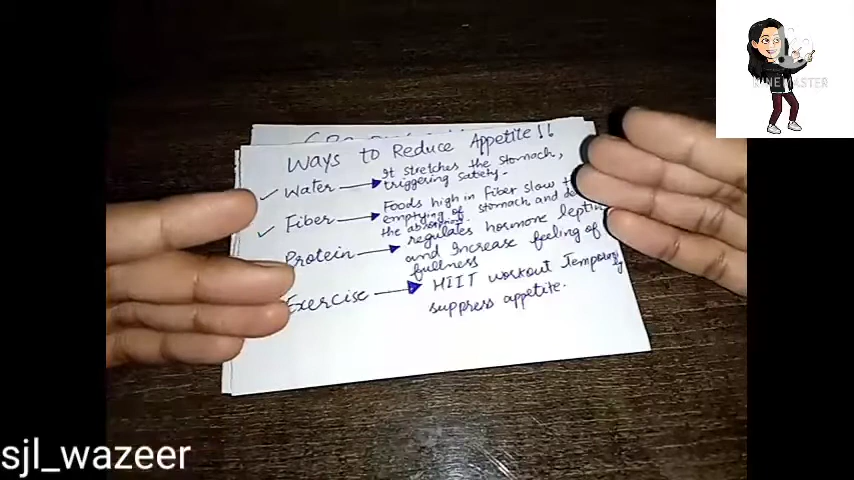 KINEMASTER
Ways to Reduce Appetite!!
Water → It stretches the stomach,
triggering satiety.
Fiber → Foods high in Fiber slow
emptying of stomach and
the absorption.
Protein → regulates hormone leptin
and Increase feeling of
fullness
Exercise → HIIT workout Temporarily
suppress appetite.
sjl_wazeer